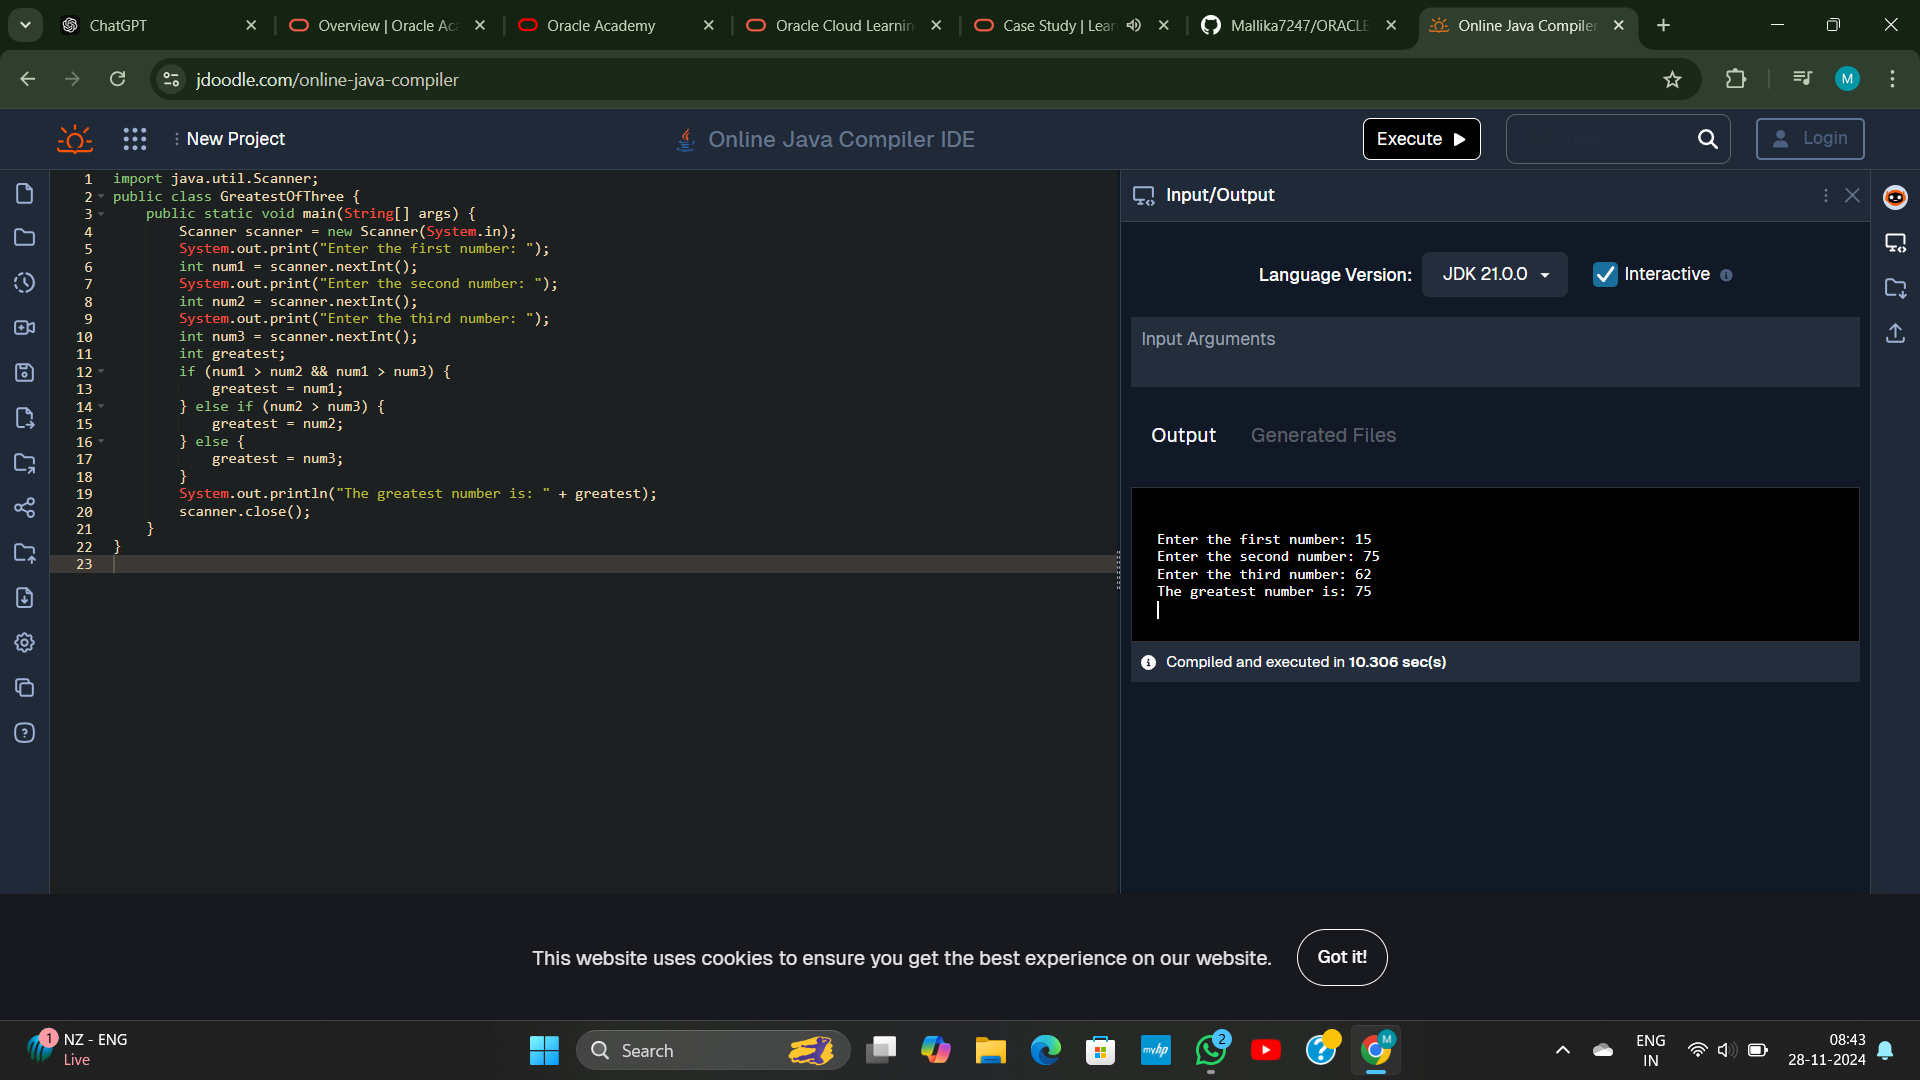 ChatGPT
Overview | Oracle Ac
Oracle Academy
Oracle Cloud Learnin
Case Study | Lear
Mallika7247/ORACLE
Online Java Compiler
jdoodle.com/online-java-compiler
M
New Project
Online Java Compiler IDE
Execute
Login
1 import java.util.Scanner;
2 public class GreatestOfThree {
3     public static void main(String[] args) {
4         Scanner scanner = new Scanner(System.in);
5         System.out.print("Enter the first number: ");
6         int num1 = scanner.nextInt();
7         System.out.print("Enter the second number: ");
8         int num2 = scanner.nextInt();
9         System.out.print("Enter the third number: ");
10         int num3 = scanner.nextInt();
11         int greatest;
12         if (num1 > num2 && num1 > num3) {
13             greatest = num1;
14         } else if (num2 > num3) {
15             greatest = num2;
16         } else {
17             greatest = num3;
18         }
19         System.out.println("The greatest number is: " + greatest);
20         scanner.close();
21     }
22 }
23
Input/Output
Language Version: JDK 21.0.0 Interactive
Input Arguments
Output Generated Files
Enter the first number: 15
Enter the second number: 75
Enter the third number: 62
The greatest number is: 75
Compiled and executed in 10.306 sec(s)
This website uses cookies to ensure you get the best experience on our website. Got it!
1 NZ - ENG
Live
Search
myhp
2
M
ENG
IN
08:43
28-11-2024